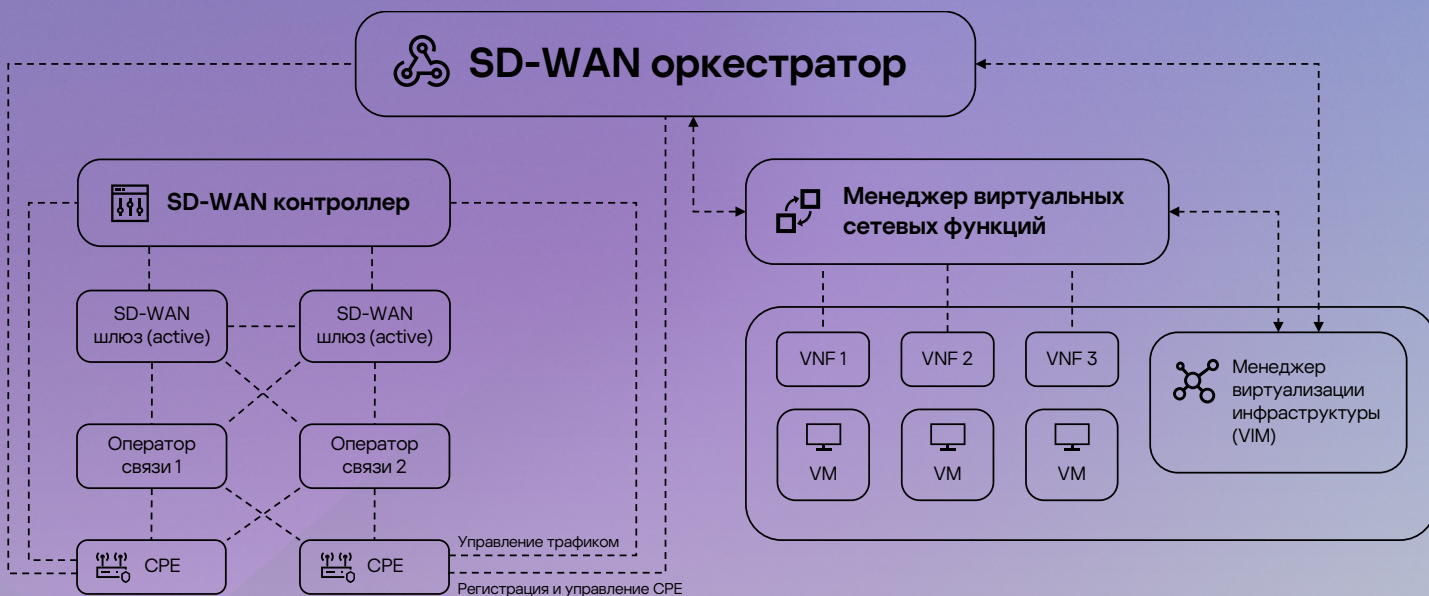 SD-WAN оркестратор
SD-WAN контроллер
Менеджер виртуальных
сетевых функций
SD-WAN
шлюз (active)
SD-WAN
шлюз (active)
VNF 1
VNF 2
VNF 3
Менеджер
виртуализации
инфраструктуры
(VIM)
Оператор
связи 1
Оператор
связи 2
VM
VM
VM
Управление трафиком
CPE
CPE
Регистрация и управление CPE